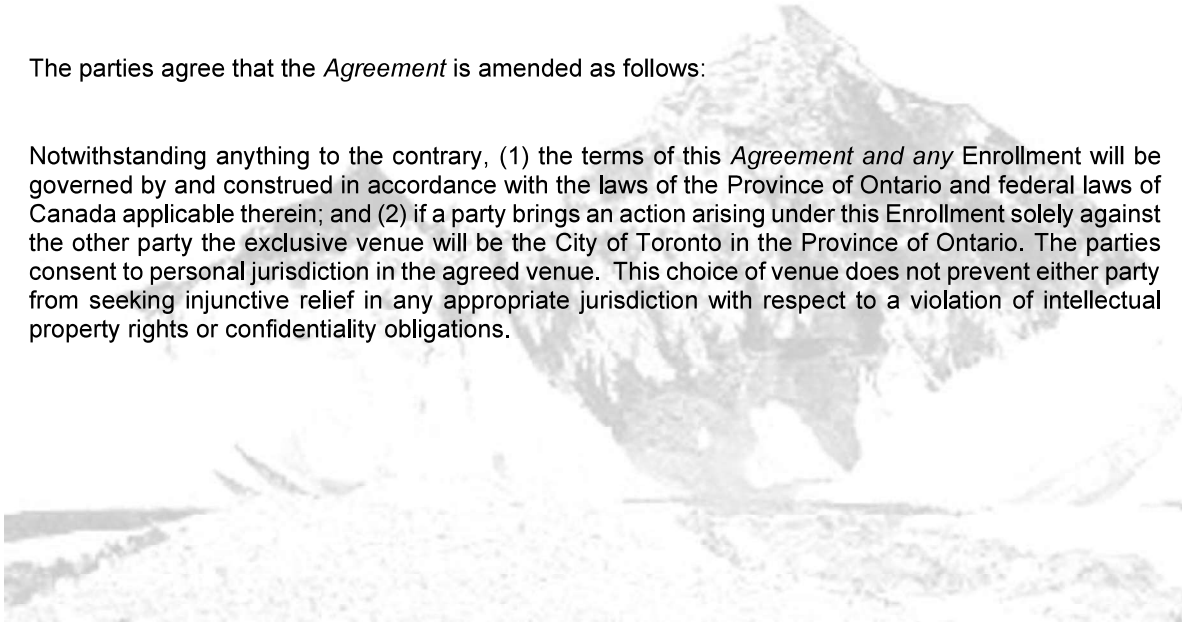 The parties agree that the Agreement is amended as follows:
Notwithstanding anything to the contrary, (1) the terms of this Agreement and any Enrollment will be
governed by and construed in accordance with the laws of the Province of Ontario and federal laws of
Canada applicable therein; and (2) if a party brings an action arising under this Enrollment solely against
the other party the exclusive venue will be the City of Toronto in the Province of Ontario. The parties
consent to personal jurisdiction in the agreed venue.  This choice of venue does not prevent either party
from seeking injunctive relief in any appropriate jurisdiction with respect to a violation of intellectual
property rights or confidentiality obligations.